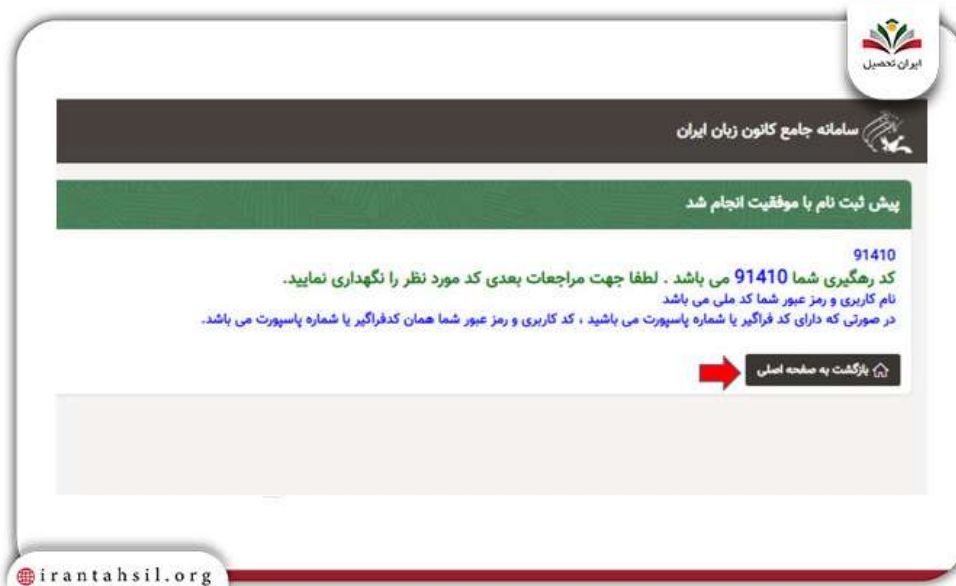 ایران تحصیل
سامانه جامع کانون زبان ایران
پیش ثبت نام با موفقیت انجام شد
91410
کد رهگیری شما 91410 می باشد . لطفا جهت مراجعات بعدی کد مورد نظر را نگهداری نمایید.
نام کاربری و رمز عبور شما کد ملی می باشد
در صورتی که دارای کد فراگیر یا شماره پاسپورت می باشید ، کد کاربری و رمز عبور شما همان کدفراگیر یا شماره پاسپورت می باشد.
بازگشت به صفحه اصلی
irantahsil.org